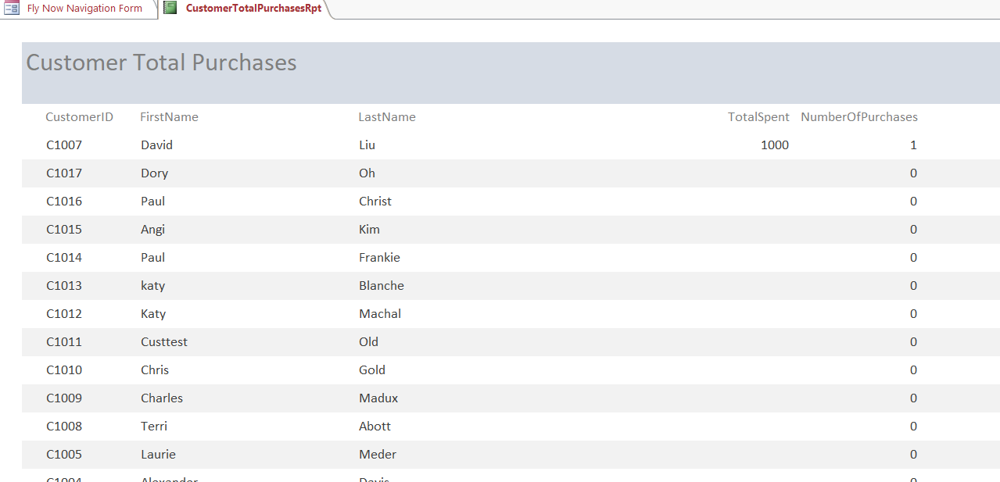 Fly Now Navigation Form CustomerTotalPurchasesRpt
Customer Total Purchases
CustomerID FirstName LastName TotalSpent NumberOfPurchases
C1007 David Liu 1000 1
C1017 Dory Oh 0
C1016 Paul Christ 0
C1015 Angi Kim 0
C1014 Paul Frankie 0
C1013 katy Blanche 0
C1012 Katy Machal 0
C1011 Custtest Old 0
C1010 Chris Gold 0
C1009 Charles Madux 0
C1008 Terri Abott 0
C1005 Laurie Meder 0
C1004 Alexander Davis 0